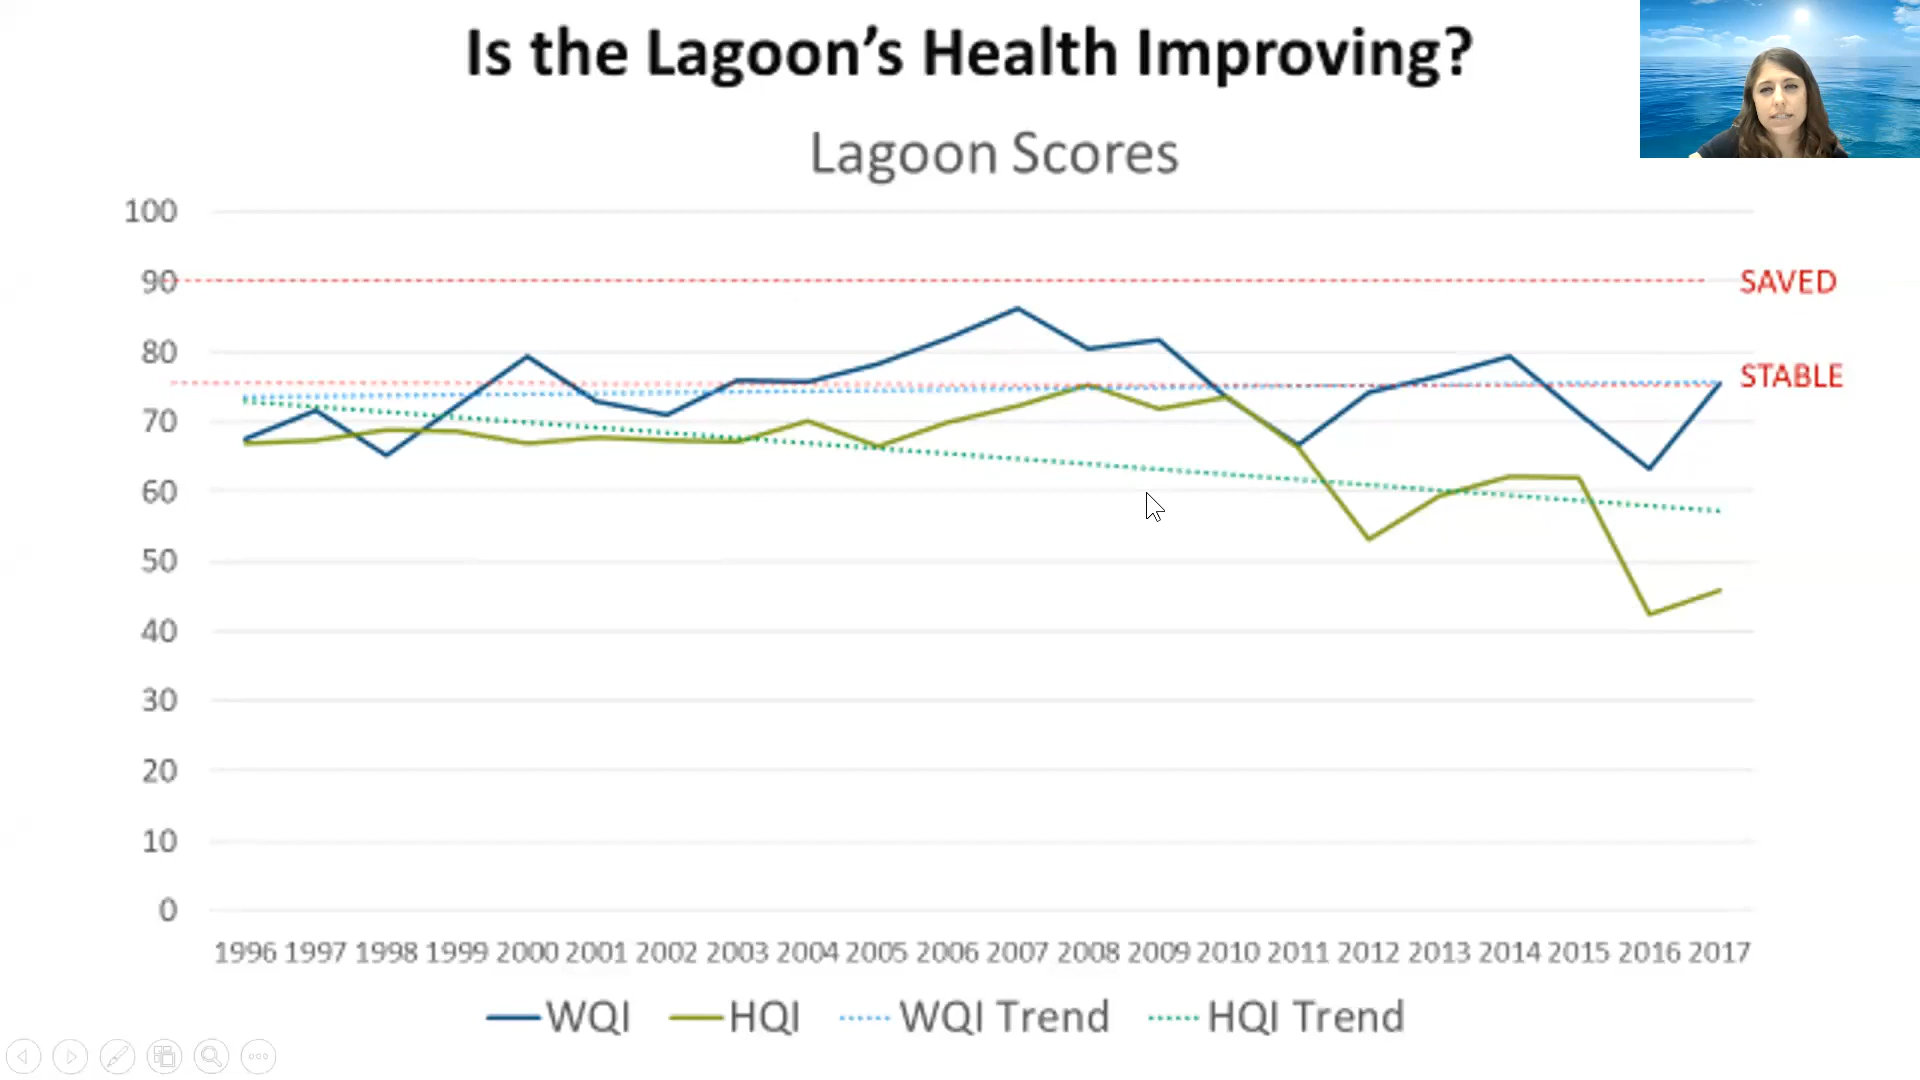 Is the Lagoon's Health Improving?
Lagoon Scores
100
90
SAVED
80
STABLE
70
60
50
40
30
20
10
0
1996 1997 1998 1999 2000 2001 2002 2003 2004 2005 2006 2007 2008 2009 2010 2011 2012 2013 2014 2015 2016 2017
WQI HQI WQI Trend HQI Trend